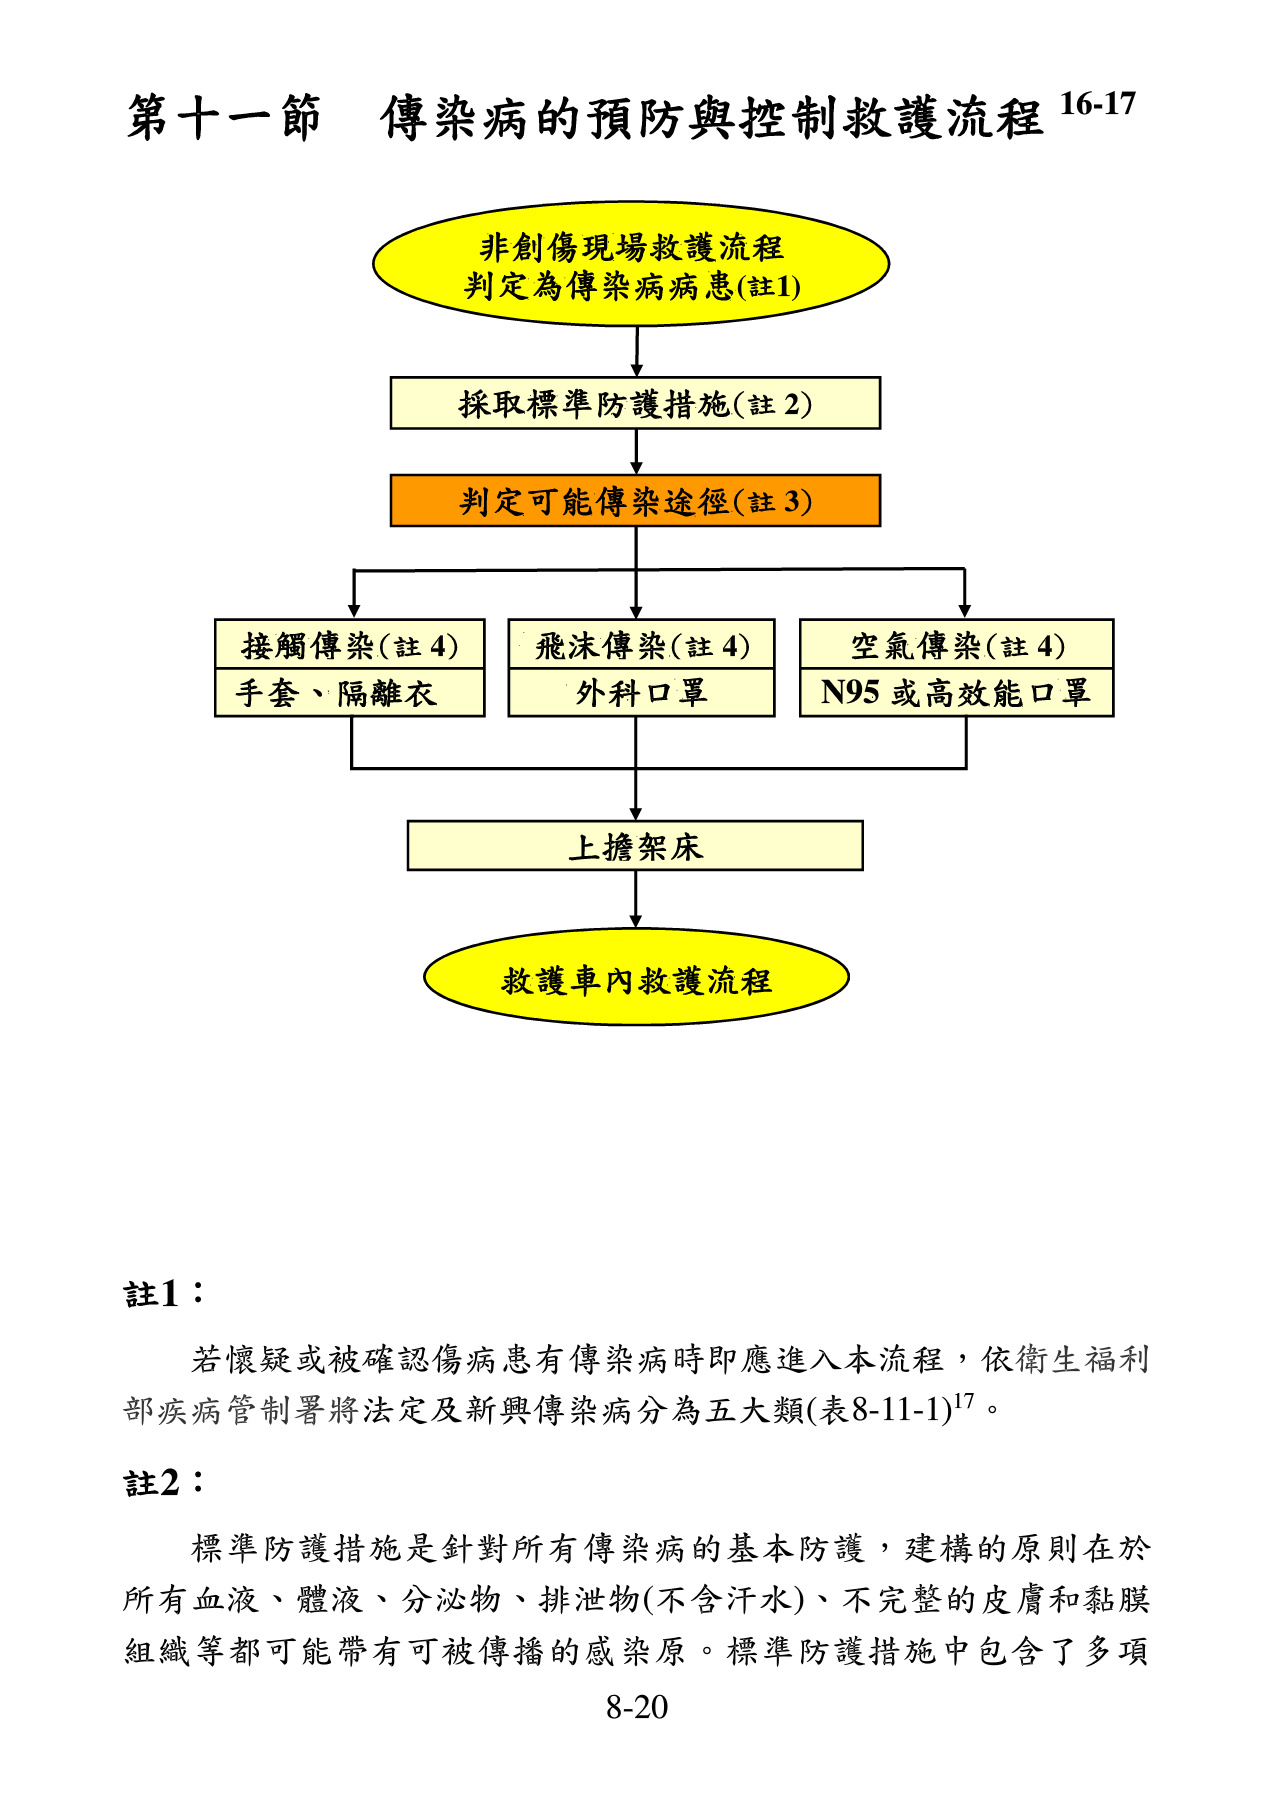 第十一節　傳染病的預防與控制救護流程 16-17
非創傷現場救護流程
判定為傳染病病患(註1)
採取標準防護措施(註 2)
判定可能傳染途徑(註 3)
接觸傳染(註 4)
手套、隔離衣
飛沫傳染(註 4)
外科口罩
空氣傳染(註 4)
N95 或高效能口罩
上擔架床
救護車內救護流程
註1：
若懷疑或被確認傷病患有傳染病時即應進入本流程，依衛生福利
部疾病管制署將法定及新興傳染病分為五大類(表8-11-1)17。
註2：
標準防護措施是針對所有傳染病的基本防護，建構的原則在於
所有血液、體液、分泌物、排泄物(不含汗水)、不完整的皮膚和黏膜
組織等都可能帶有可被傳播的感染原。標準防護措施中包含了多項
8-20